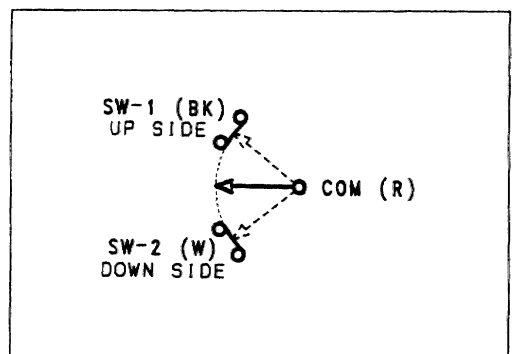 SW-1 (BK)
UP SIDE
COM (R)
SW-2 (W)
DOWN SIDE